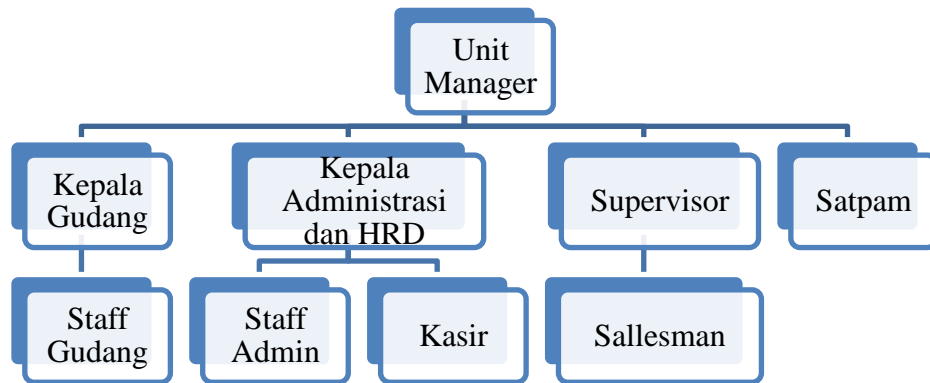 Unit
Manager
Kepala
Gudang
Kepala
Administrasi
dan HRD
Supervisor
Satpam
Staff
Gudang
Staff
Admin
Kasir
Sallesman